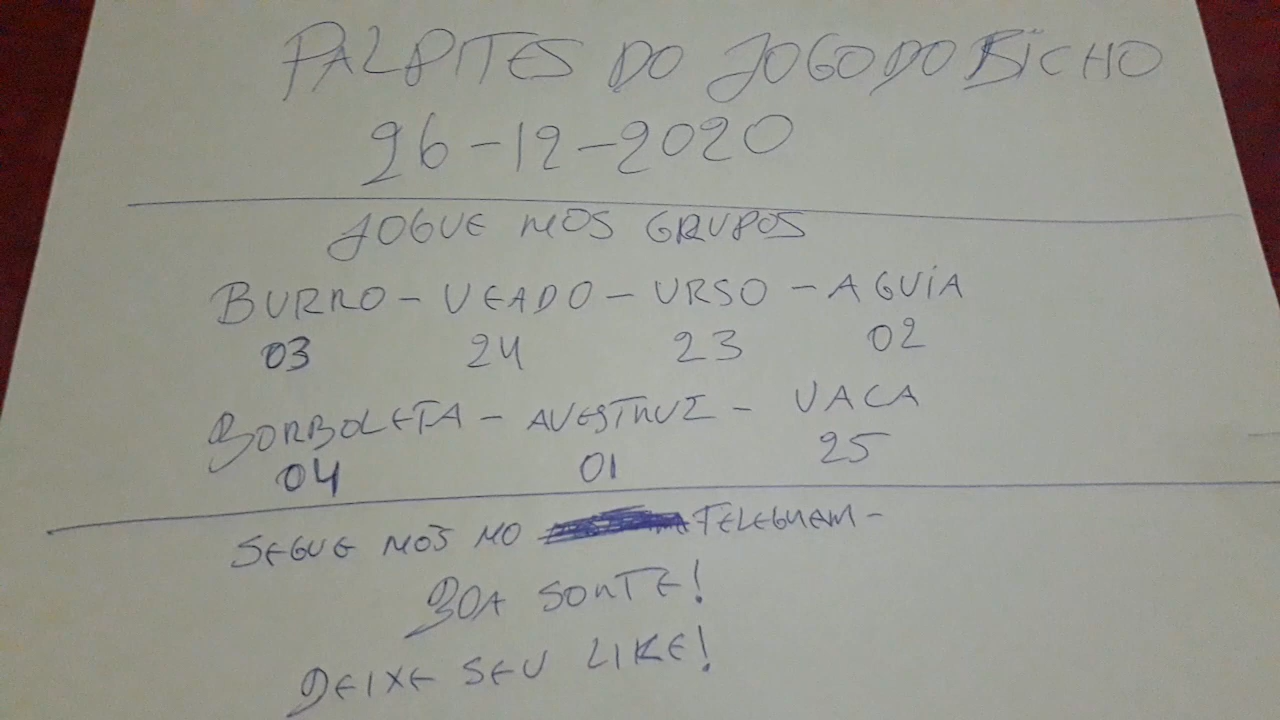 PALPITES DO JOGO DO BICHO
26-12-2020
JOGUE NOS GRUPOS
BURRO - VEADO - URSO - AGUIA
03 24 23 02
BORBOLETA - AVESTRUZ - VACA
04 01 25
SEGUE NOS NO TELEGRAM -
BOA SORTE!
DEIXE SEU LIKE!